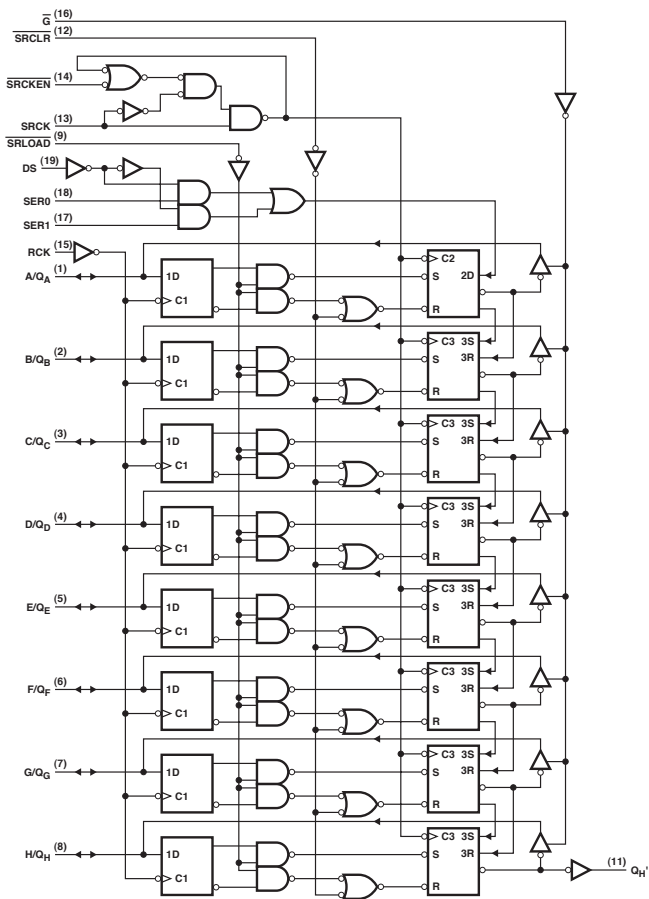 G (16)
SRCLR (12)
SRCKEN (14)
SRCK (13)
SRLOAD (9)
DS (19)
SER0 (18)
SER1 (17)
RCK (15)
A/QA (1)
1D
C1
C2
2D
S
R
B/QB (2)
1D
C1
C3 3S
3R
S
R
C/QC (3)
1D
C1
C3 3S
3R
S
R
D/QD (4)
1D
C1
C3 3S
3R
S
R
E/QE (5)
1D
C1
C3 3S
3R
S
R
F/QF (6)
1D
C1
C3 3S
3R
S
R
G/QG (7)
1D
C1
C3 3S
3R
S
R
H/QH (8)
1D
C1
C3 3S
3R
S
R
(11) QH'